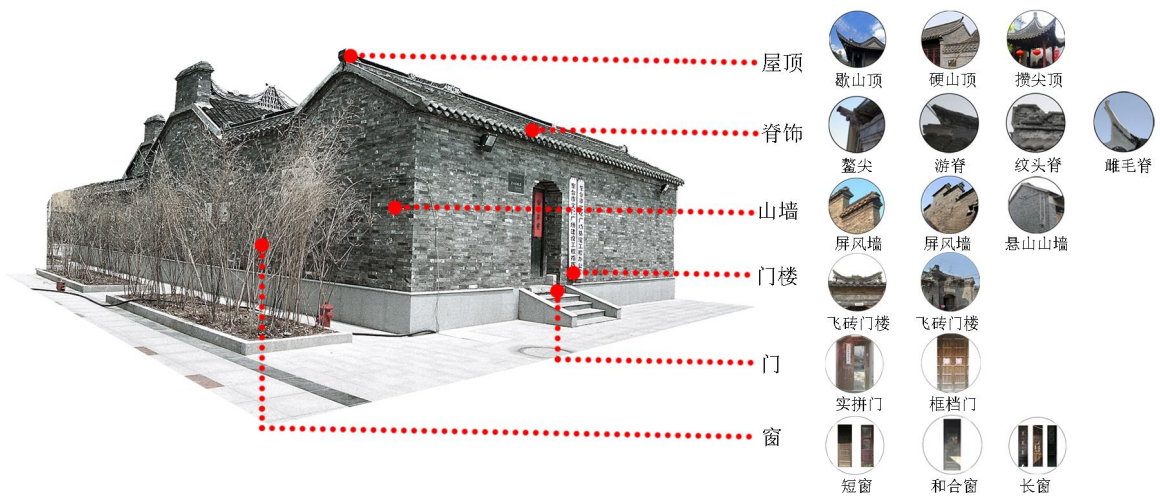 屋顶
歇山顶 硬山顶 攒尖顶
脊饰
鳌尖 游脊 纹头脊 雌毛脊
山墙
屏风墙 屏风墙 悬山山墙
门楼
飞砖门楼 飞砖门楼
门
实拼门 框档门
窗
短窗 和合窗 长窗